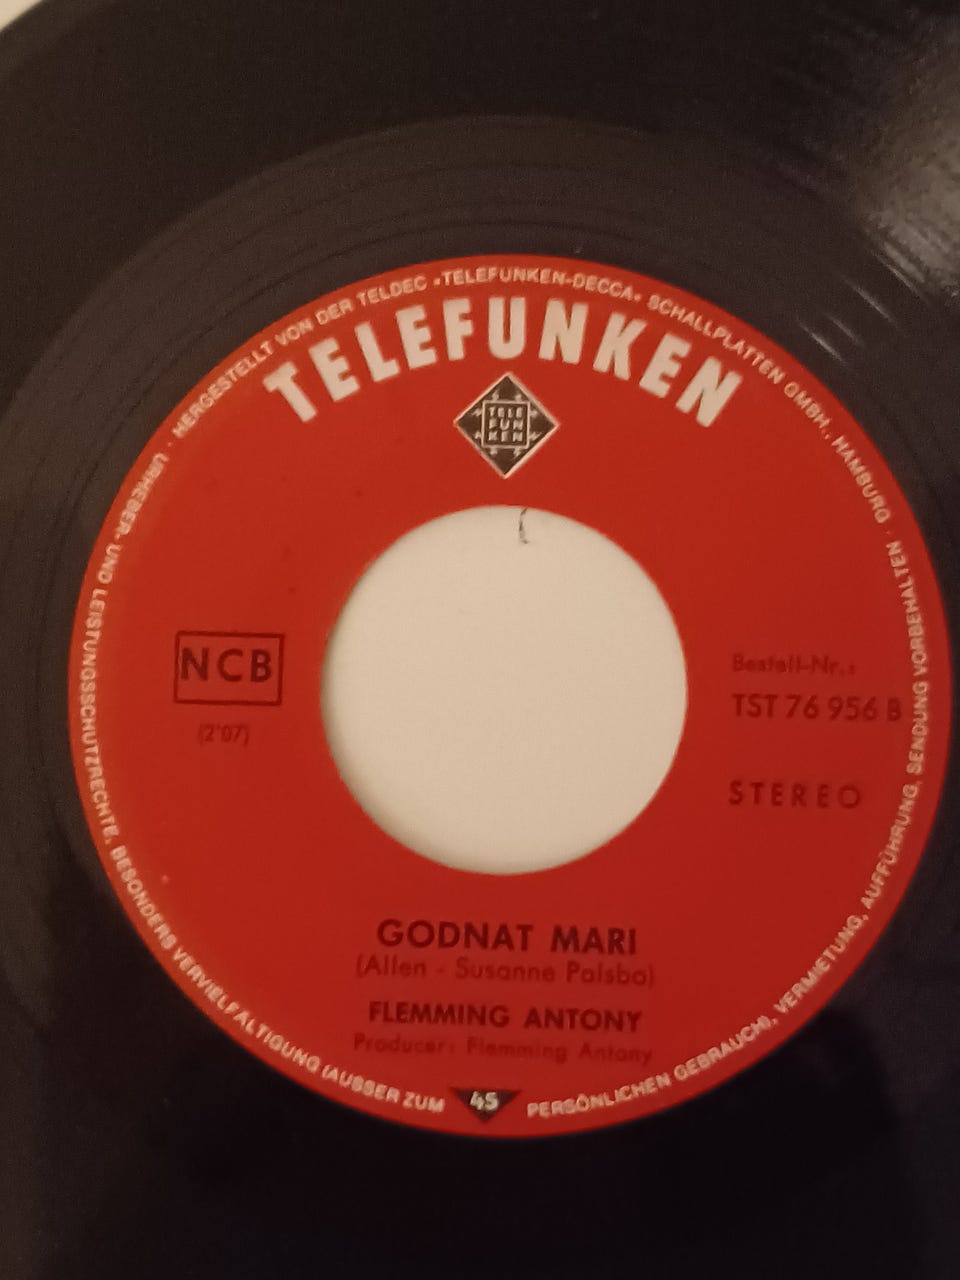 HERGESTELLT VON DER TELDEC •TELEFUNKEN-DECCA• SCHALLPLATTEN GMBH., HAMBURG · URHEBER- UND LEISTUNGSSCHUTZRECHTE, BESONDERS VERVIELFÄLTIGUNG (AUSSER ZUM PERSÖNLICHEN GEBRAUCH), VERMIETUNG, AUFFÜHRUNG, SENDUNG VORBEHALTEN ·
TELEFUNKEN
TELE
FUN
KEN
NCB
(2'07)
Bestell-Nr.:
TST 76 956 B
STEREO
GODNAT MARI
(Allen - Susanne Palsbo)
FLEMMING ANTONY
Producer: Flemming Antony
45